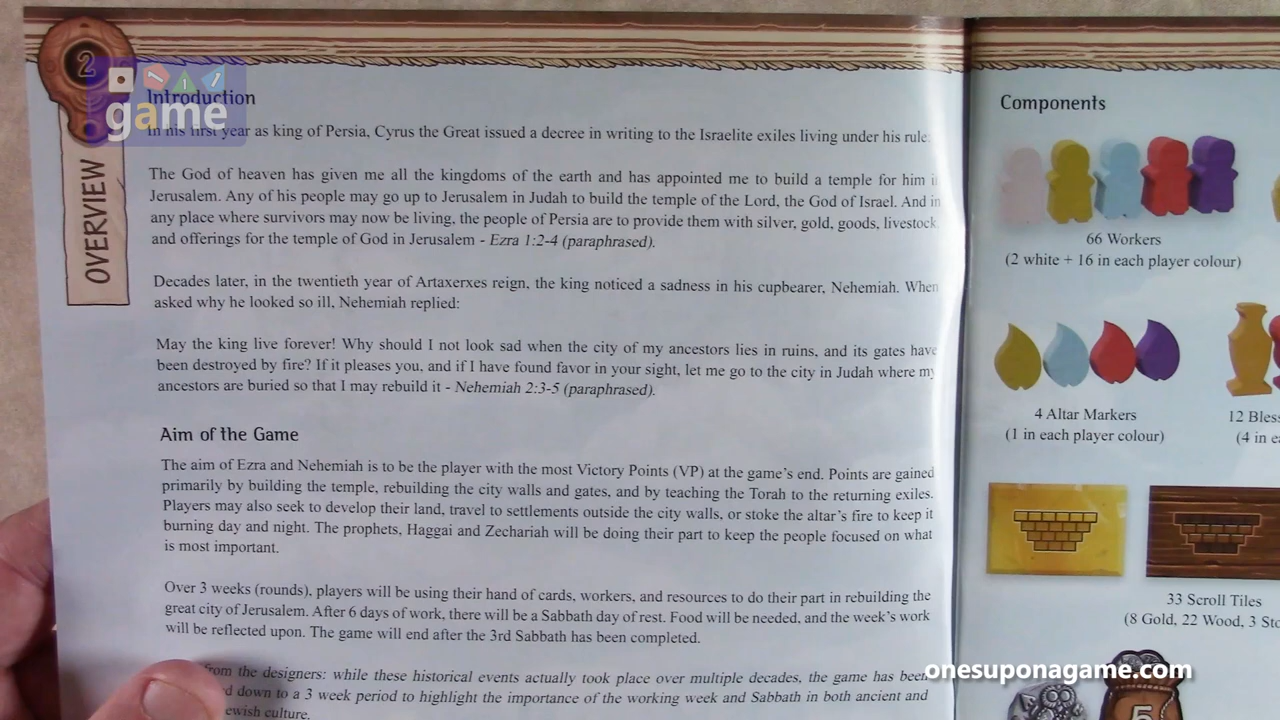 2
game
OVERVIEW
Introduction
In his first year as king of Persia, Cyrus the Great issued a decree in writing to the Israelite exiles living under his rule:
The God of heaven has given me all the kingdoms of the earth and has appointed me to build a temple for him
Jerusalem. Any of his people may go up to Jerusalem in Judah to build the temple of the Lord, the God of Israel. And in
any place where survivors may now be living, the people of Persia are to provide them with silver, gold, goods, livestock
and offerings for the temple of God in Jerusalem - Ezra 1:2-4 (paraphrased).
Decades later, in the twentieth year of Artaxerxes reign, the king noticed a sadness in his cupbearer, Nehemiah. When
asked why he looked so ill, Nehemiah replied:
May the king live forever! Why should I not look sad when the city of my ancestors lies in ruins, and its gates have
been destroyed by fire? If it pleases you, and if I have found favor in your sight, let me go to the city in Judah where my
ancestors are buried so that I may rebuild it - Nehemiah 2:3-5 (paraphrased).
Aim of the Game
The aim of Ezra and Nehemiah is to be the player with the most Victory Points (VP) at the game's end. Points are gained
primarily by building the temple, rebuilding the city walls and gates, and by teaching the Torah to the returning exiles.
Players may also seek to develop their land, travel to settlements outside the city walls, or stoke the altar's fire to keep it
burning day and night. The prophets, Haggai and Zechariah will be doing their part to keep the people focused on what
is most important.
Over 3 weeks (rounds), players will be using their hand of cards, workers, and resources to do their part in rebuilding the
great city of Jerusalem. After 6 days of work, there will be a Sabbath day of rest. Food will be needed, and the week's work
will be reflected upon. The game will end after the 3rd Sabbath has been completed.
from the designers: while these historical events actually took place over multiple decades, the game has been
down to a 3 week period to highlight the importance of the working week and Sabbath in both ancient and
culture.
Components
66 Workers
(2 white + 16 in each player colour)
4 Altar Markers
(1 in each player colour)
12 Bles
(4 in
33 Scroll Tiles
(8 Gold, 22 Wood, 3 Sto
5
onesuponagame.com